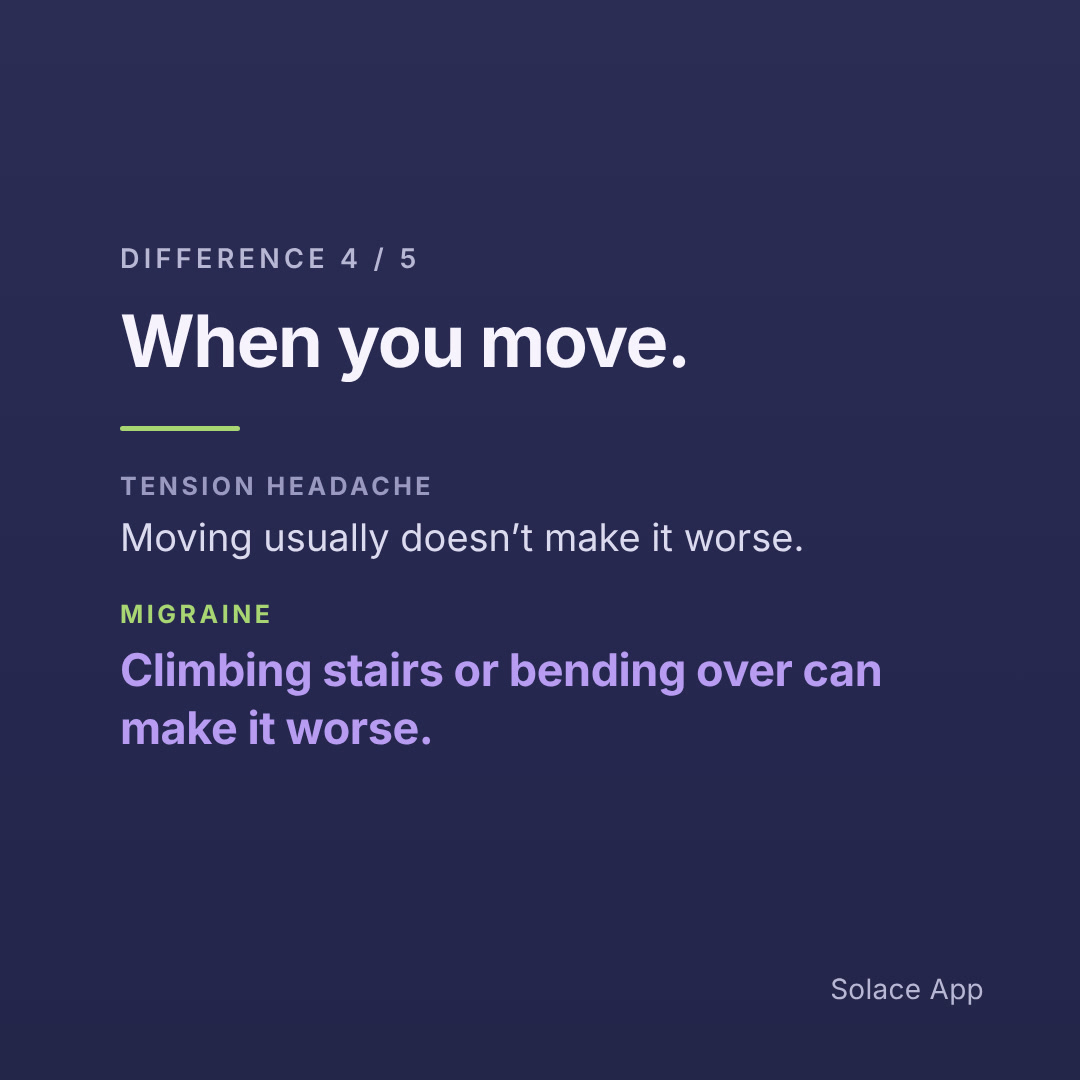 DIFFERENCE 4 / 5
When you move.
TENSION HEADACHE
Moving usually doesn’t make it worse.
MIGRAINE
Climbing stairs or bending over can
make it worse.
Solace App